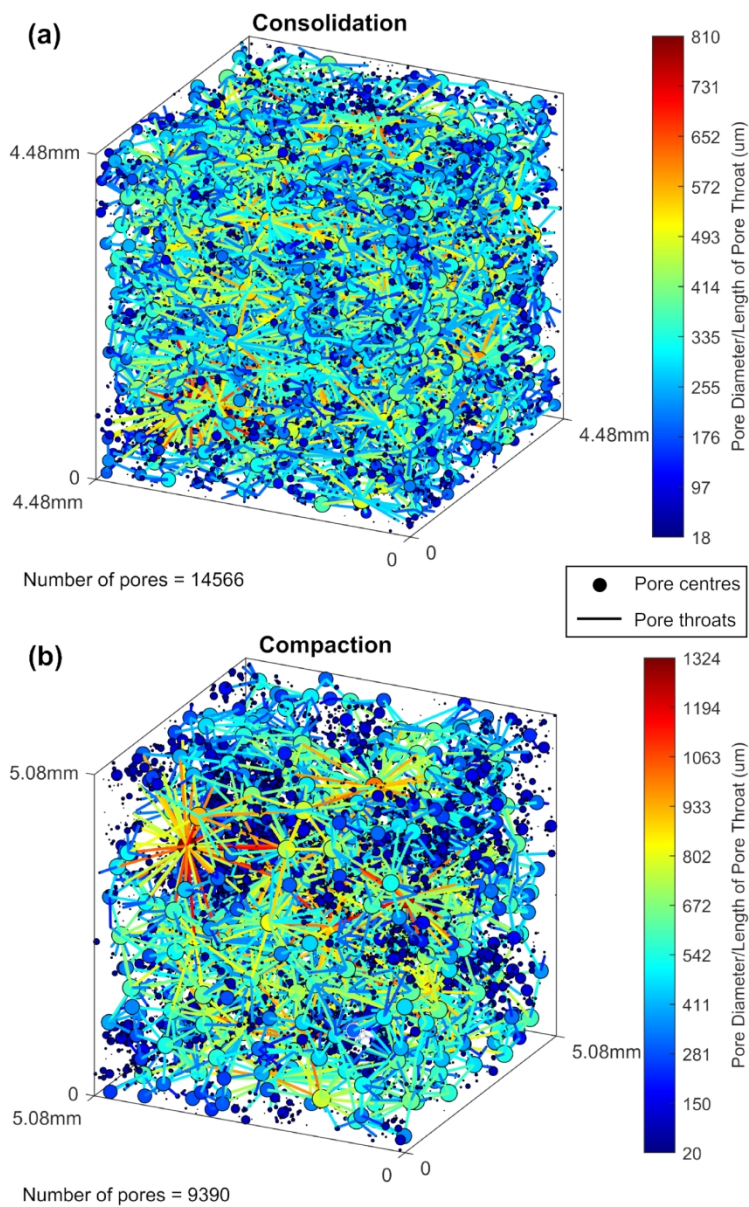 (a)
Consolidation
4.48mm
0
4.48mm
0
0
4.48mm
810
731
652
572
493
414
335
255
176
97
18
Pore Diameter/Length of Pore Throat (um)
Number of pores = 14566
Pore centres
Pore throats
(b)
Compaction
5.08mm
0
5.08mm
0
0
5.08mm
1324
1194
1063
933
802
672
542
411
281
150
20
Pore Diameter/Length of Pore Throat (um)
Number of pores = 9390